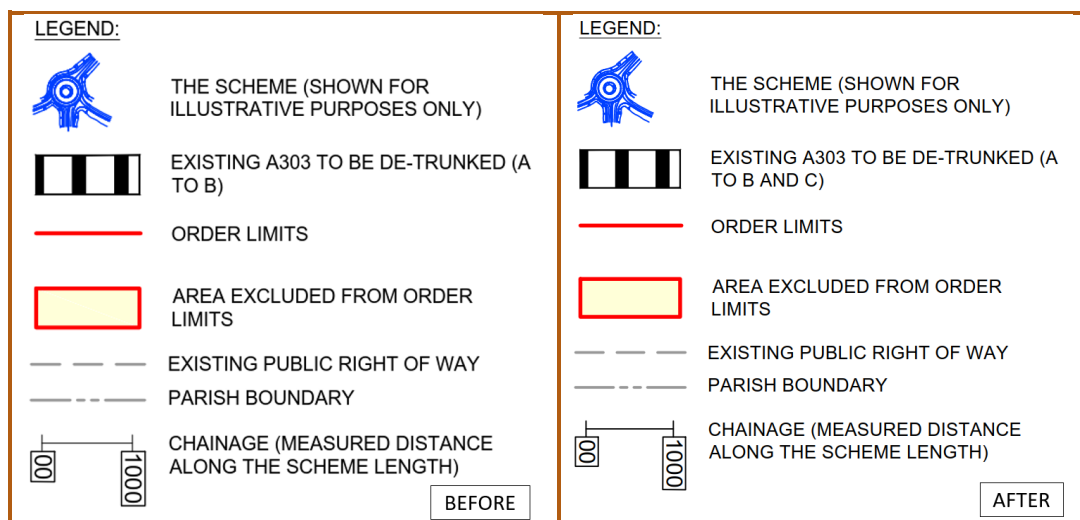 LEGEND:
THE SCHEME (SHOWN FOR
ILLUSTRATIVE PURPOSES ONLY)
EXISTING A303 TO BE DE-TRUNKED (A
TO B)
ORDER LIMITS
AREA EXCLUDED FROM ORDER
LIMITS
EXISTING PUBLIC RIGHT OF WAY
PARISH BOUNDARY
00
1000
CHAINAGE (MEASURED DISTANCE
ALONG THE SCHEME LENGTH)
BEFORE
LEGEND:
THE SCHEME (SHOWN FOR
ILLUSTRATIVE PURPOSES ONLY)
EXISTING A303 TO BE DE-TRUNKED (A
TO B AND C)
ORDER LIMITS
AREA EXCLUDED FROM ORDER
LIMITS
EXISTING PUBLIC RIGHT OF WAY
PARISH BOUNDARY
00
1000
CHAINAGE (MEASURED DISTANCE
ALONG THE SCHEME LENGTH)
AFTER